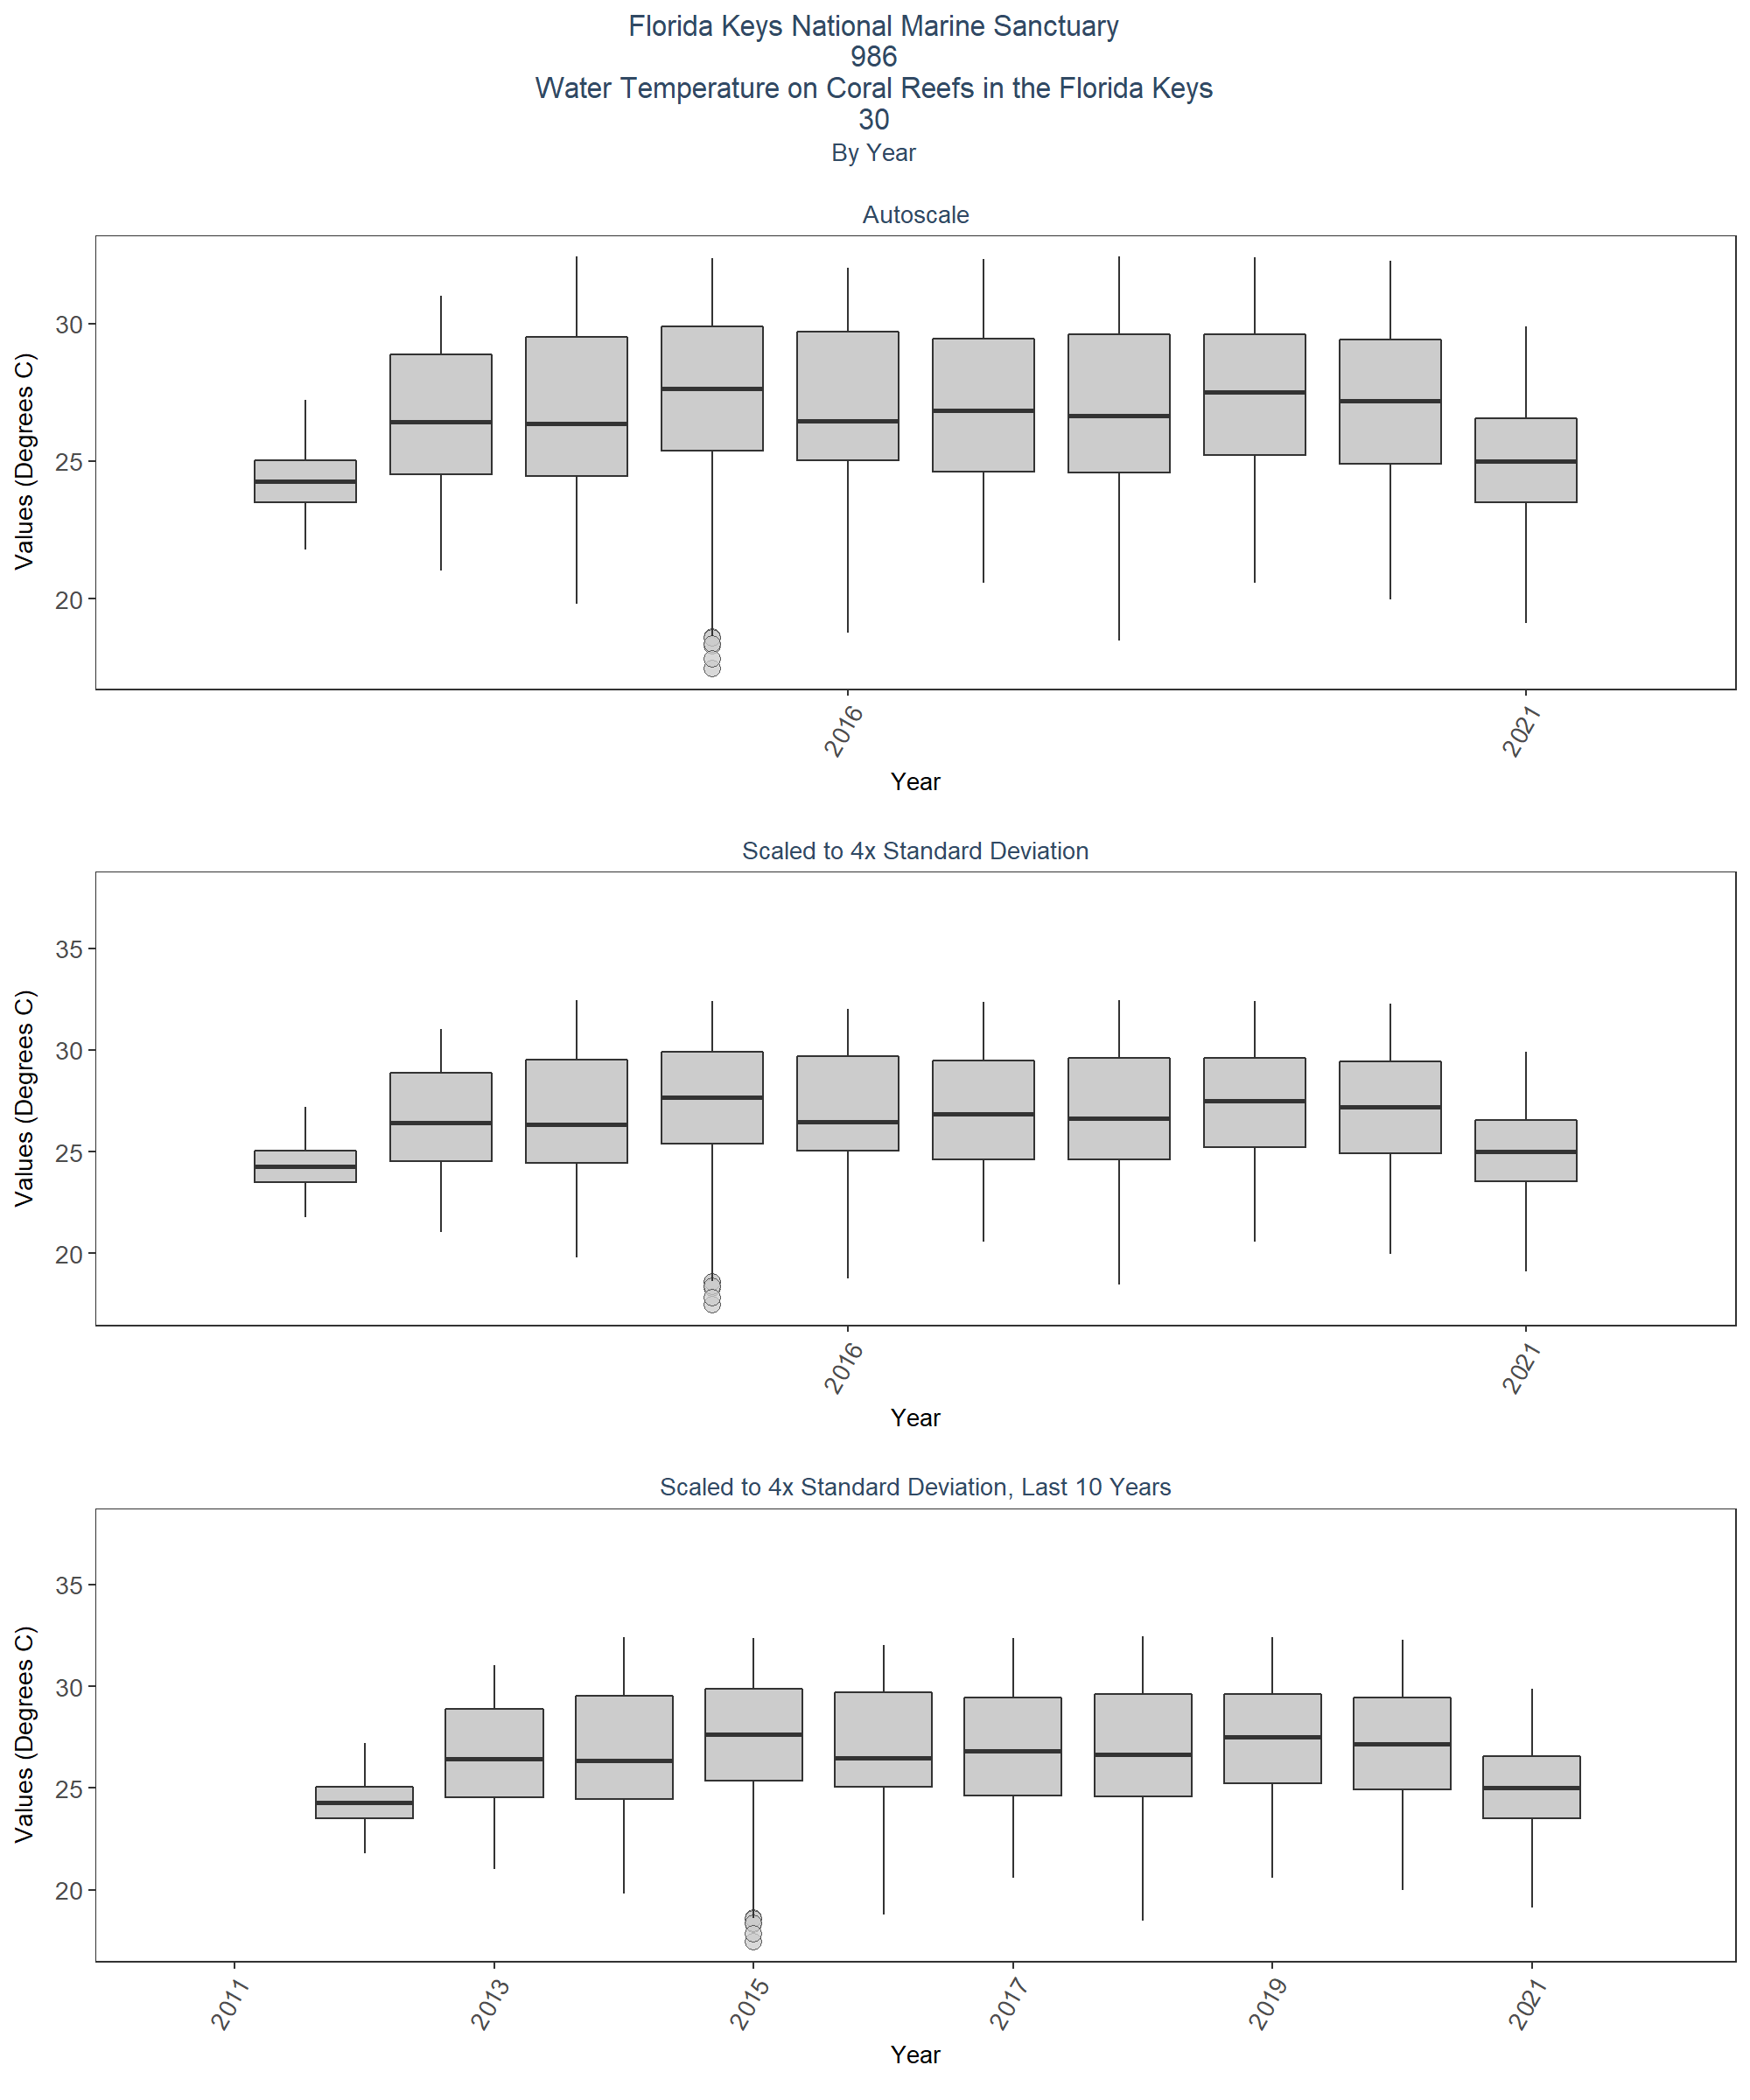 Florida Keys National Marine Sanctuary
986
Water Temperature on Coral Reefs in the Florida Keys
30
By Year
Autoscale
Values (Degrees C)
30
25
20
2016
2021
Year
Scaled to 4x Standard Deviation
Values (Degrees C)
35
30
25
20
2016
2021
Year
Scaled to 4x Standard Deviation, Last 10 Years
Values (Degrees C)
35
30
25
20
2011
2013
2015
2017
2019
2021
Year